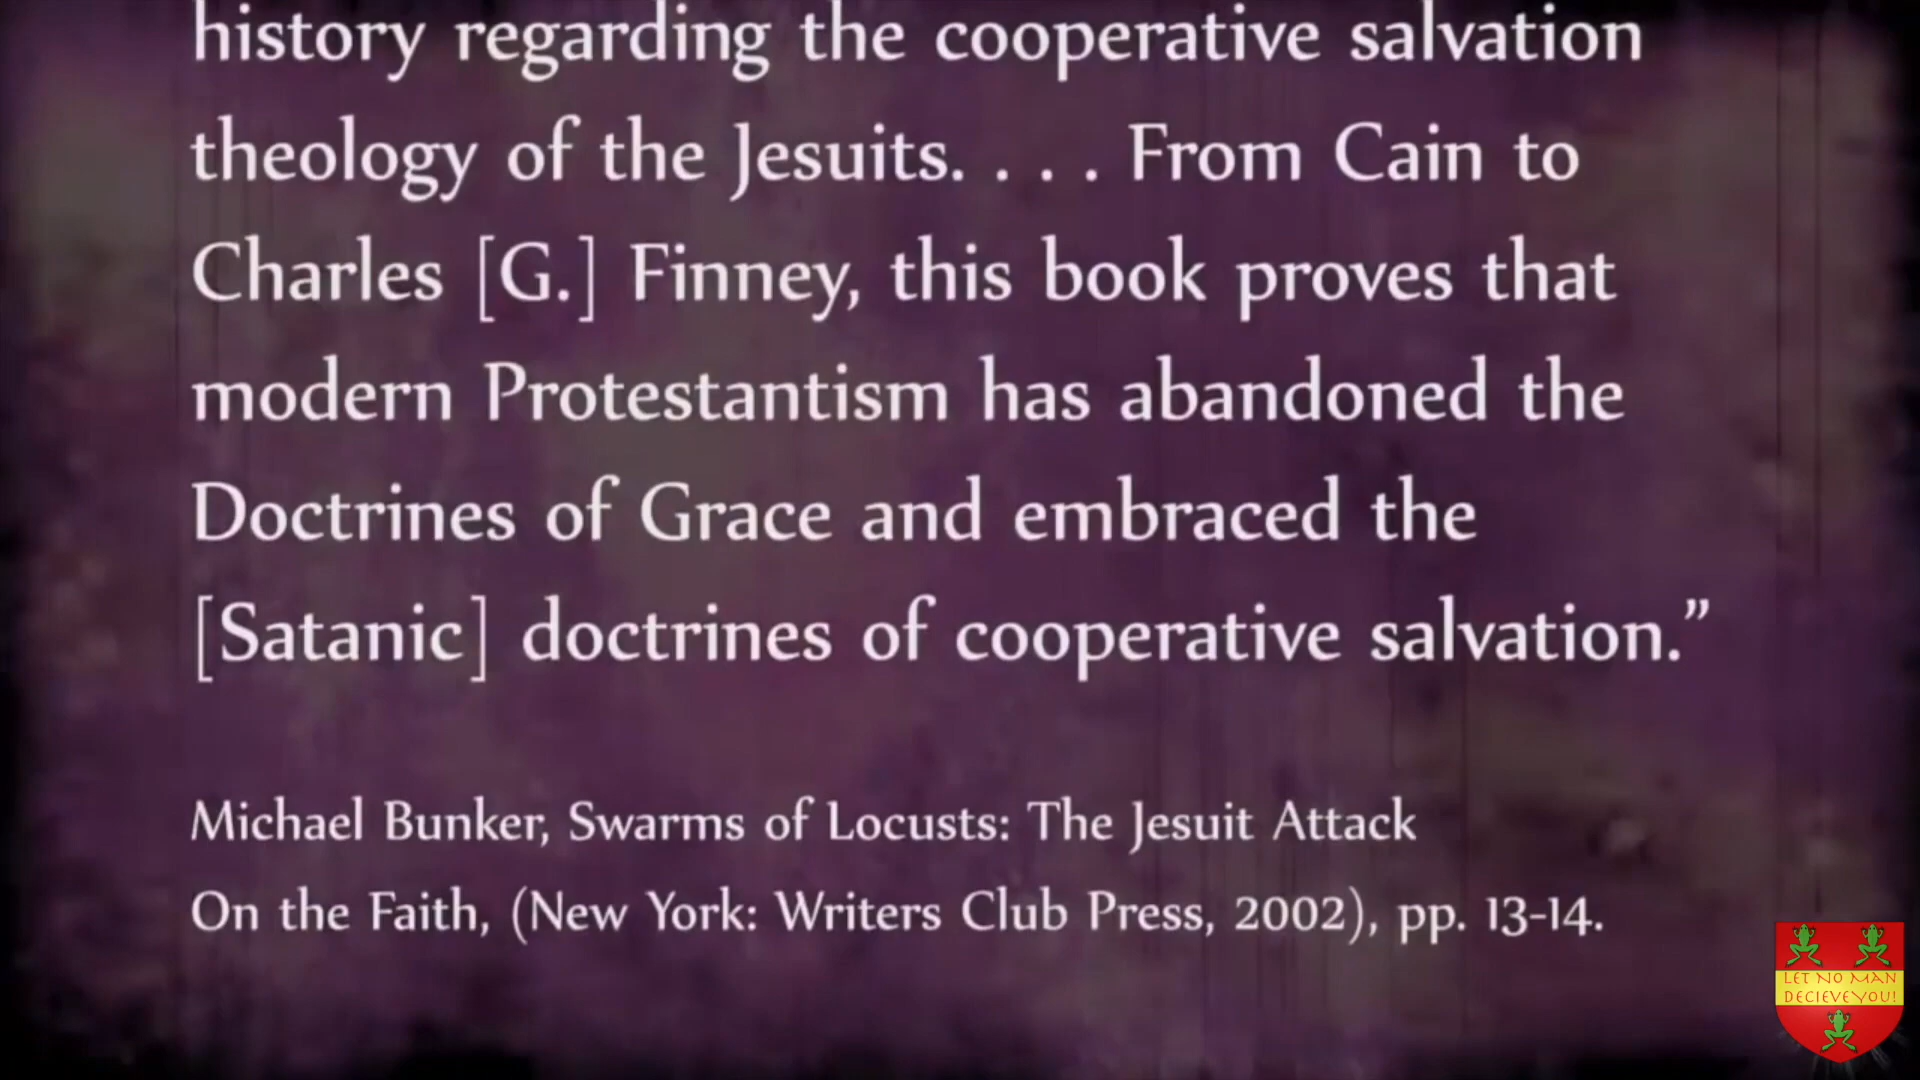 history regarding the cooperative salvation
theology of the Jesuits. . . . From Cain to
Charles [G.] Finney, this book proves that
modern Protestantism has abandoned the
Doctrines of Grace and embraced the
[Satanic] doctrines of cooperative salvation.”
Michael Bunker, Swarms of Locusts: The Jesuit Attack
On the Faith, (New York: Writers Club Press, 2002), pp. 13-14.
LET NO MAN
DECIEVE YOU!